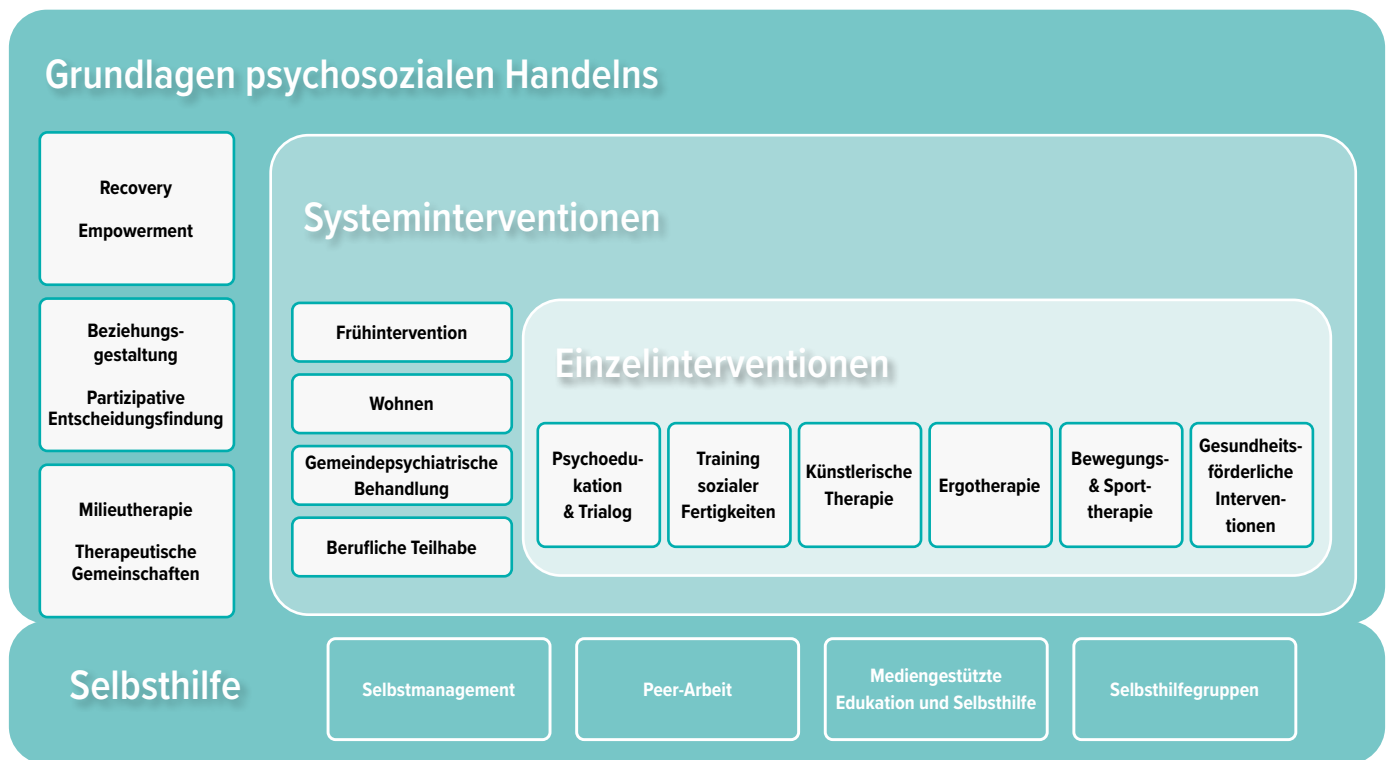 Grundlagen psychosozialen Handelns
Recovery
Empowerment
Beziehungs-
gestaltung
Partizipative
Entscheidungsfindung
Milieutherapie
Therapeutische
Gemeinschaften
Systeminterventionen
Frühintervention
Wohnen
Gemeindepsychiatrische
Behandlung
Berufliche Teilhabe
Einzelinterventionen
Psychoedu-
kation
& Trialog
Training
sozialer
Fertigkeiten
Künstlerische
Therapie
Ergotherapie
Bewegungs-
& Sport-
therapie
Gesundheits-
förderliche
Interven-
tionen
Selbsthilfe
Selbstmanagement
Peer-Arbeit
Mediengestützte
Edukation und Selbsthilfe
Selbsthilfegruppen